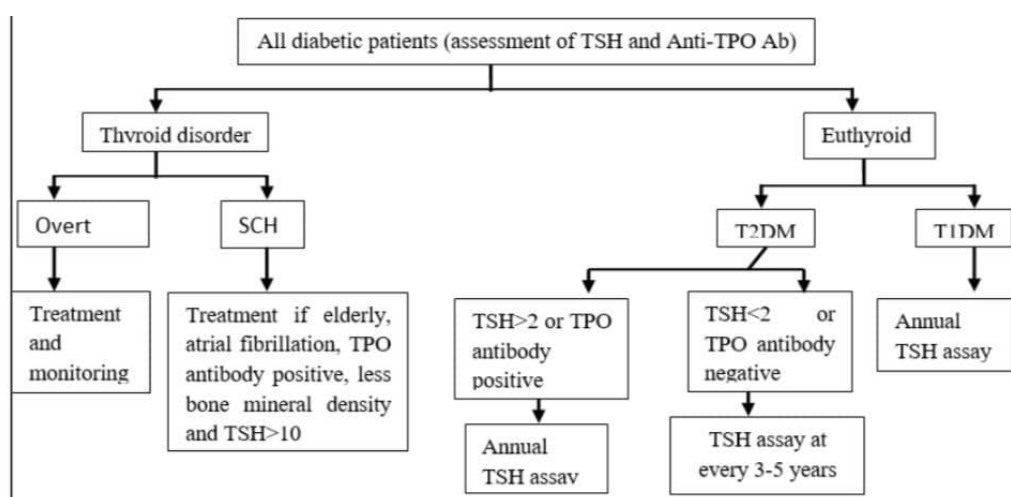 All diabetic patients (assessment of TSH and Anti-TPO Ab)
Thyroid disorder
Euthyroid
Overt
SCH
T2DM
T1DM
Treatment
and
monitoring
Treatment if elderly,
atrial fibrillation, TPO
antibody positive, less
bone mineral density
and TSH>10
TSH>2 or TPO
antibody
positive
TSH<2 or
TPO antibody
negative
Annual
TSH assay
Annual
TSH assay
TSH assay at
every 3-5 years